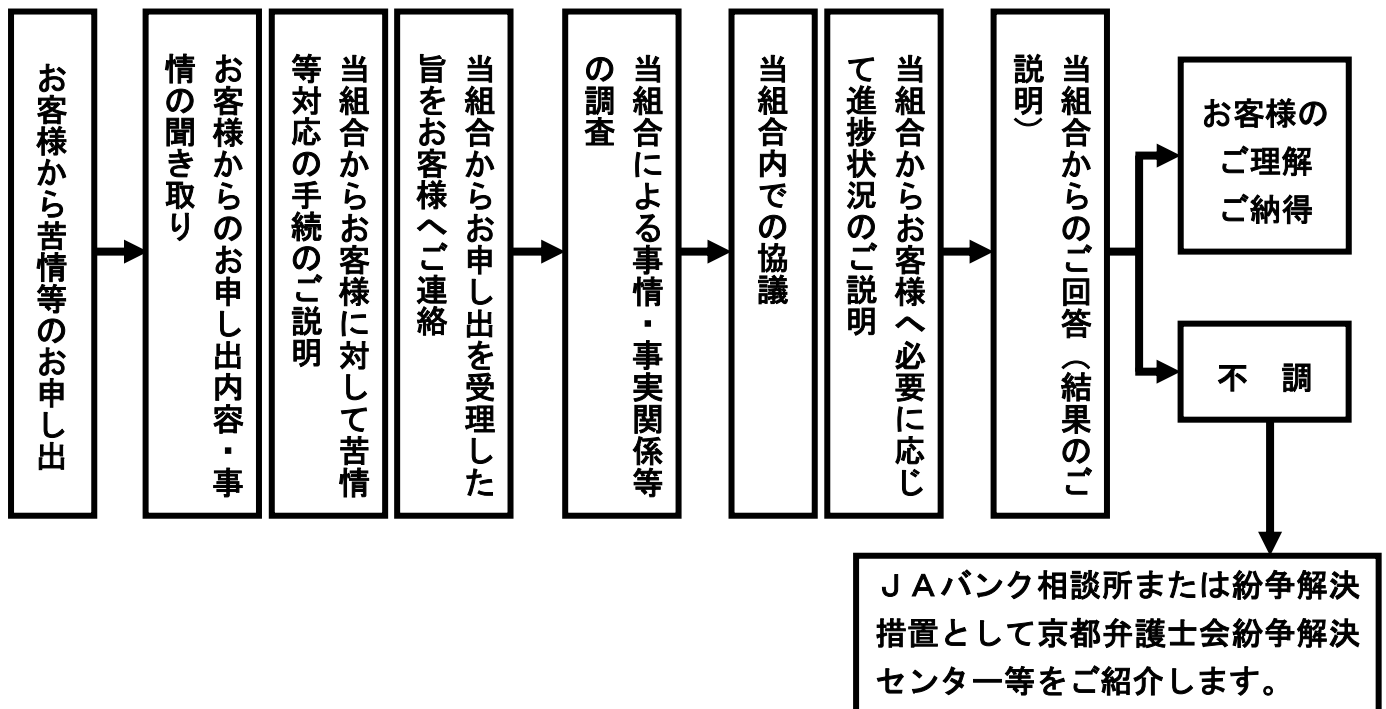 お客様から苦情等のお申し出
お客様からのお申し出内容・事
情の聞き取り
当組合からお客様に対して苦情
等対応の手続のご説明
当組合からお申し出を受理した
旨をお客様へご連絡
当組合による事情・事実関係等
の調査
当組合内での協議
当組合からお客様へ必要に応じ
て進捗状況のご説明
当組合からのご回答（結果のご
説明）
お客様の
ご理解
ご納得
不　調
ＪＡバンク相談所または紛争解決
措置として京都弁護士会紛争解決
センター等をご紹介します。